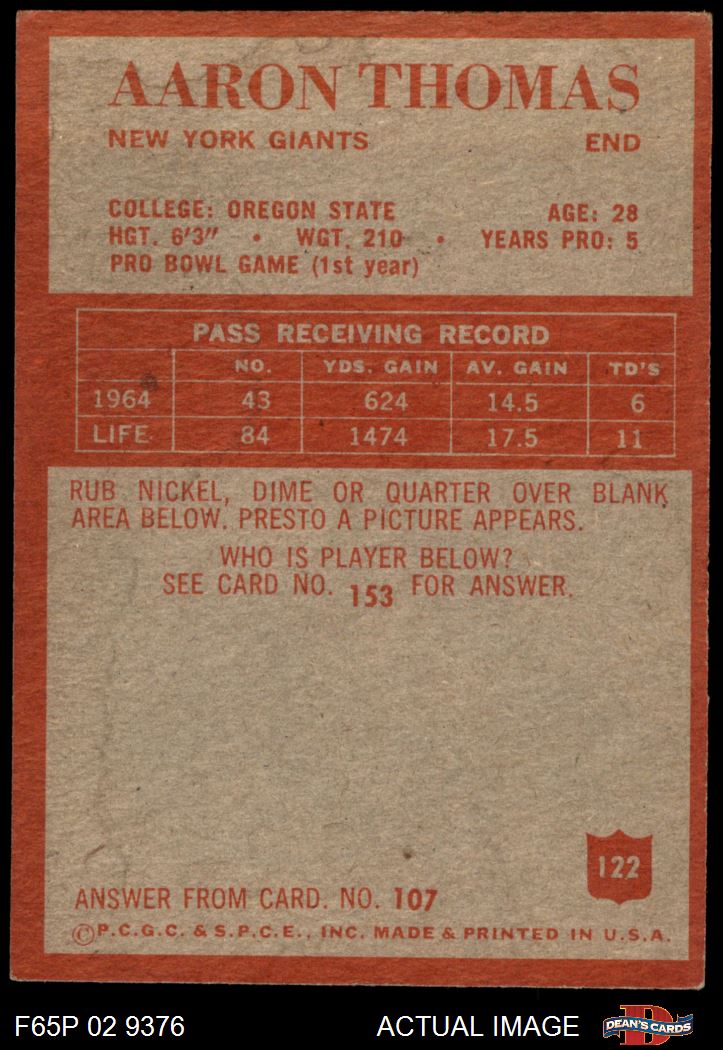 AARON THOMAS
NEW YORK GIANTS END
COLLEGE: OREGON STATE AGE: 28
HGT. 6'3" • WGT. 210 • YEARS PRO: 5
PRO BOWL GAME (1st year)
PASS RECEIVING RECORD
NO. YDS. GAIN AV. GAIN TD'S
1964 43 624 14.5 6
LIFE 84 1474 17.5 11
RUB NICKEL, DIME OR QUARTER OVER BLANK
AREA BELOW. PRESTO A PICTURE APPEARS.
WHO IS PLAYER BELOW?
SEE CARD NO. 153 FOR ANSWER.
122
ANSWER FROM CARD. NO. 107
©P.C.G.C. & S.P.C.E., INC. MADE & PRINTED IN U.S.A.
F65P 02 9376 ACTUAL IMAGE DEAN'S CARDS